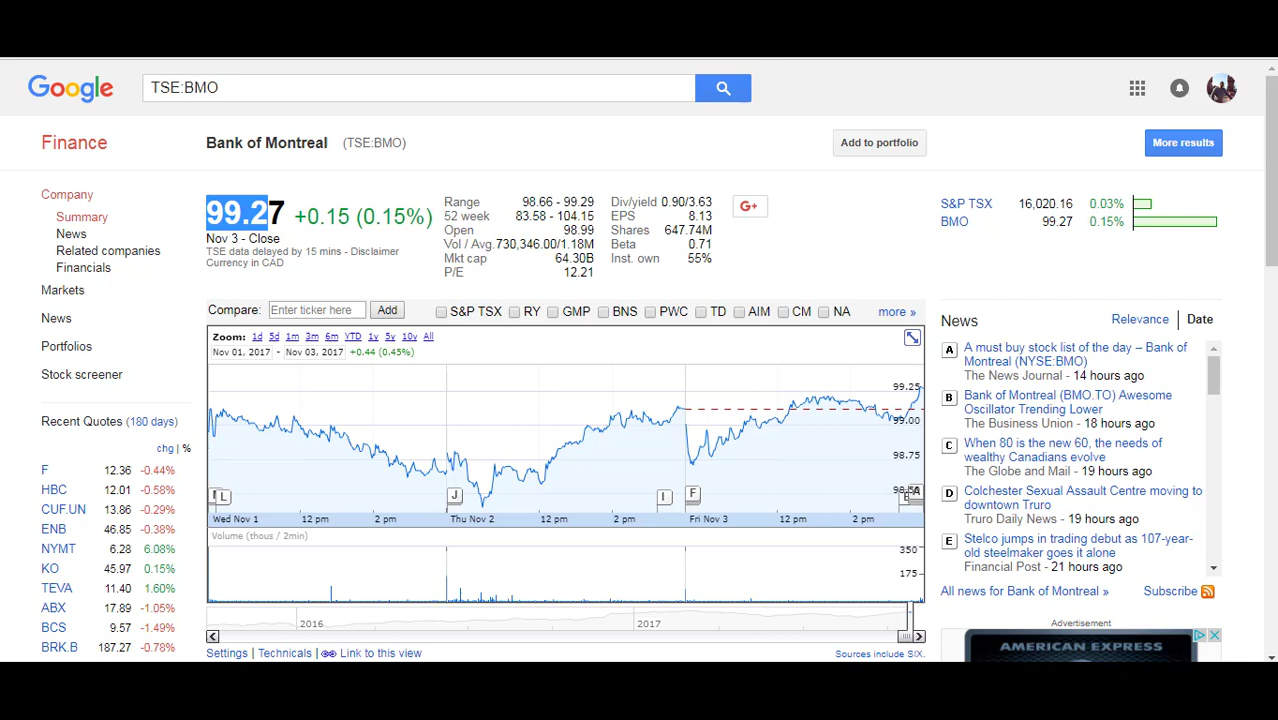 Google
TSE:BMO
Finance
Bank of Montreal (TSE:BMO)
Add to portfolio
More results
Company
Summary
News
Related companies
Financials
Markets
News
Portfolios
Stock screener
Recent Quotes (180 days)
chg | %
F 12.36 -0.44%
HBC 12.01 -0.58%
CUF.UN 13.86 -0.29%
ENB 46.85 -0.38%
NYMT 6.28 6.08%
KO 45.97 0.15%
TEVA 11.40 1.60%
ABX 17.89 -1.05%
BCS 9.57 -1.49%
BRK.B 187.27 -0.78%
99.27 +0.15 (0.15%)
Nov 3 - Close
TSE data delayed by 15 mins - Disclaimer
Currency in CAD
Range 98.66 - 99.29
52 week 83.58 - 104.15
Open 98.99
Vol / Avg. 730,346.00/1.18M
Mkt cap 64.30B
P/E 12.21
Div/yield 0.90/3.63
EPS 8.13
Shares 647.74M
Beta 0.71
Inst. own 55%
G+
S&P TSX 16,020.16 0.03%
BMO 99.27 0.15%
Compare: Enter ticker here Add S&P TSX RY GMP BNS PWC TD AIM CM NA more »
Zoom: 1d 5d 1m 3m 6m YTD 1y 5y 10y All
Nov 01, 2017 - Nov 03, 2017 +0.44 (0.45%)
99.25
99.00
98.75
L J I F A
Wed Nov 1 12 pm 2 pm Thu Nov 2 12 pm 2 pm Fri Nov 3 12 pm 2 pm
Volume (thous / 2min)
350
175
2016 2017
Settings | Technicals | Link to this view
Sources include SIX.
News
Relevance | Date
A A must buy stock list of the day – Bank of
Montreal (NYSE:BMO)
The News Journal - 14 hours ago
B Bank of Montreal (BMO.TO) Awesome
Oscillator Trending Lower
The Business Union - 18 hours ago
C When 80 is the new 60, the needs of
wealthy Canadians evolve
The Globe and Mail - 19 hours ago
D Colchester Sexual Assault Centre moving to
downtown Truro
Truro Daily News - 19 hours ago
E Stelco jumps in trading debut as 107-year-
old steelmaker goes it alone
Financial Post - 21 hours ago
All news for Bank of Montreal »
Subscribe
Advertisement
AMERICAN EXPRESS